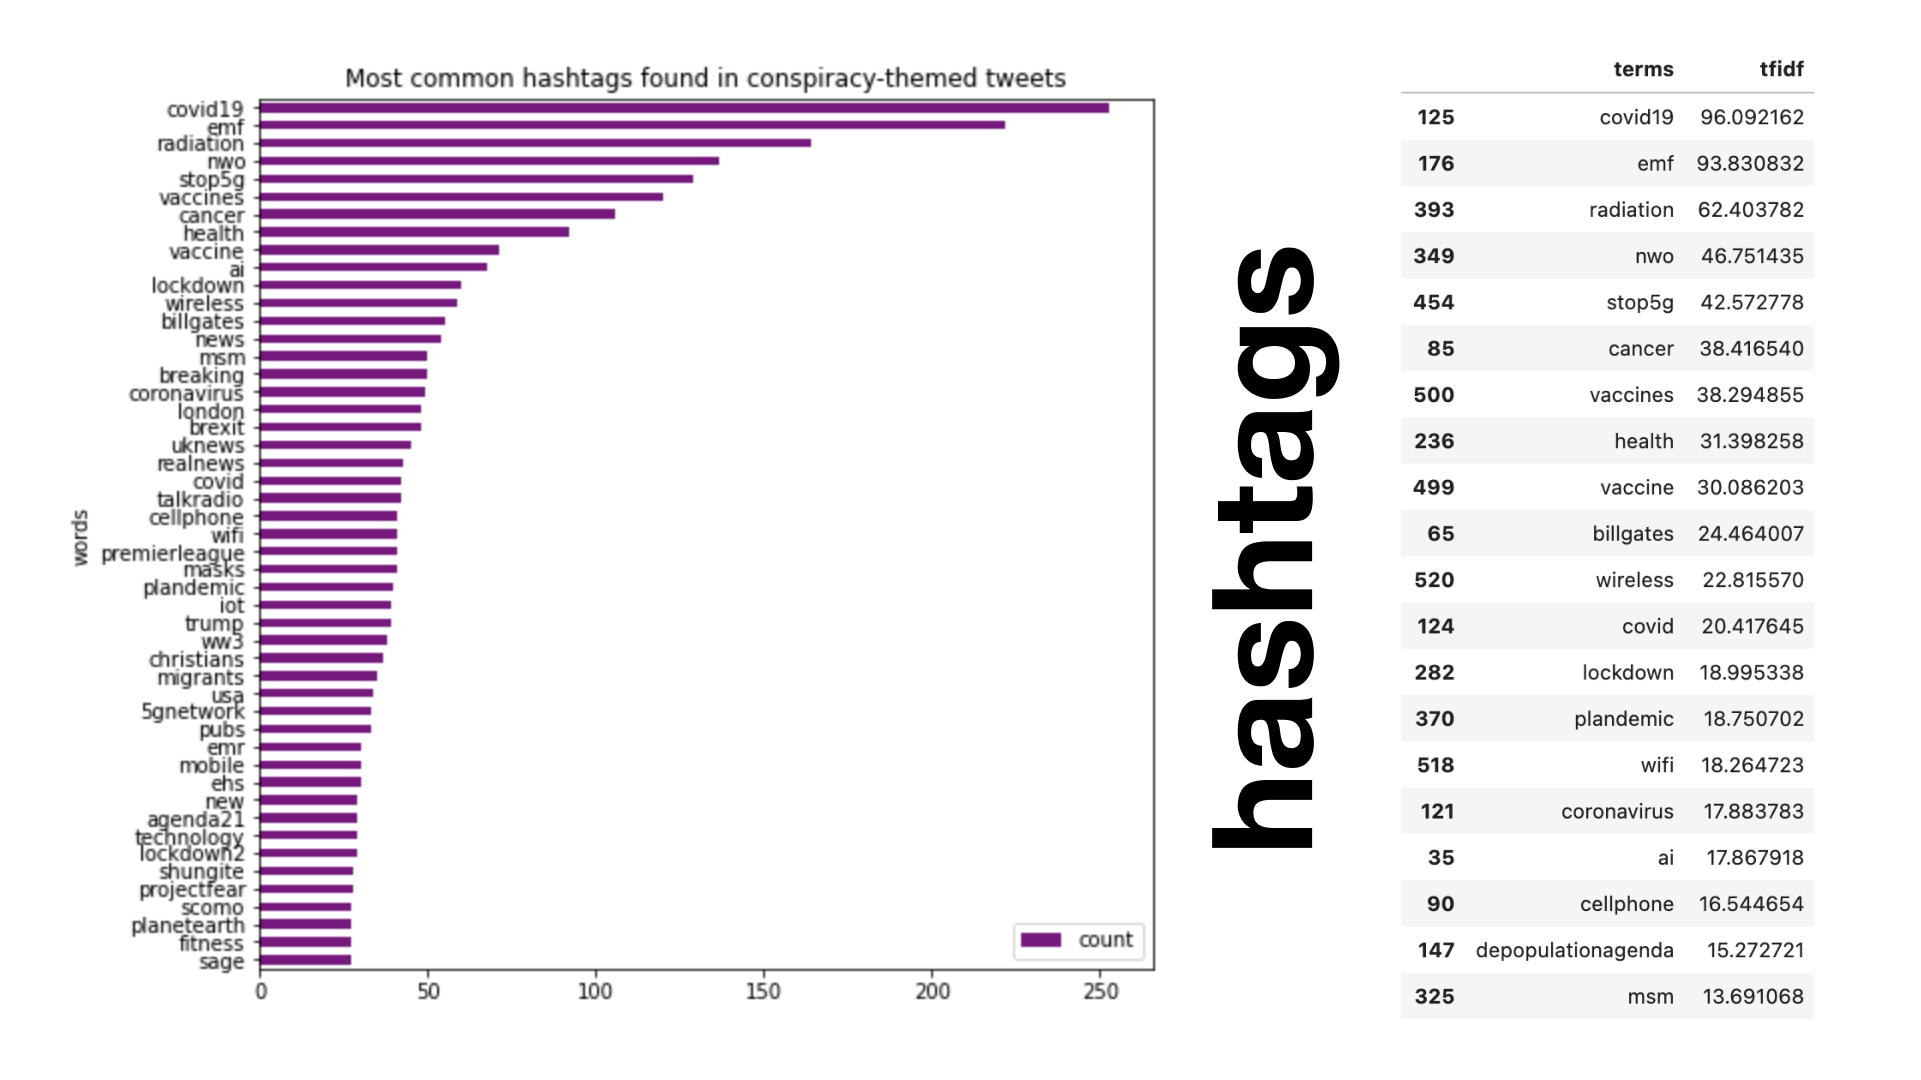 Most common hashtags found in conspiracy-themed tweets
words
covid19
emf
radiation
nwo
stop5g
vaccines
cancer
health
vaccine
ai
lockdown
wireless
billgates
news
msm
breaking
coronavirus
london
brexit
uknews
realnews
covid
talkradio
cellphone
wifi
premierleague
masks
plandemic
iot
trump
ww3
christians
migrants
usa
5gnetwork
pubs
emr
mobile
ehs
new
agenda21
technology
lockdown2
shungite
projectfear
scomo
planetearth
fitness
sage
0 50 100 150 200 250
count
hashtags
terms tfidf
125 covid19 96.092162
176 emf 93.830832
393 radiation 62.403782
349 nwo 46.751435
454 stop5g 42.572778
85 cancer 38.416540
500 vaccines 38.294855
236 health 31.398258
499 vaccine 30.086203
65 billgates 24.464007
520 wireless 22.815570
124 covid 20.417645
282 lockdown 18.995338
370 plandemic 18.750702
518 wifi 18.264723
121 coronavirus 17.883783
35 ai 17.867918
90 cellphone 16.544654
147 depopulationagenda 15.272721
325 msm 13.691068